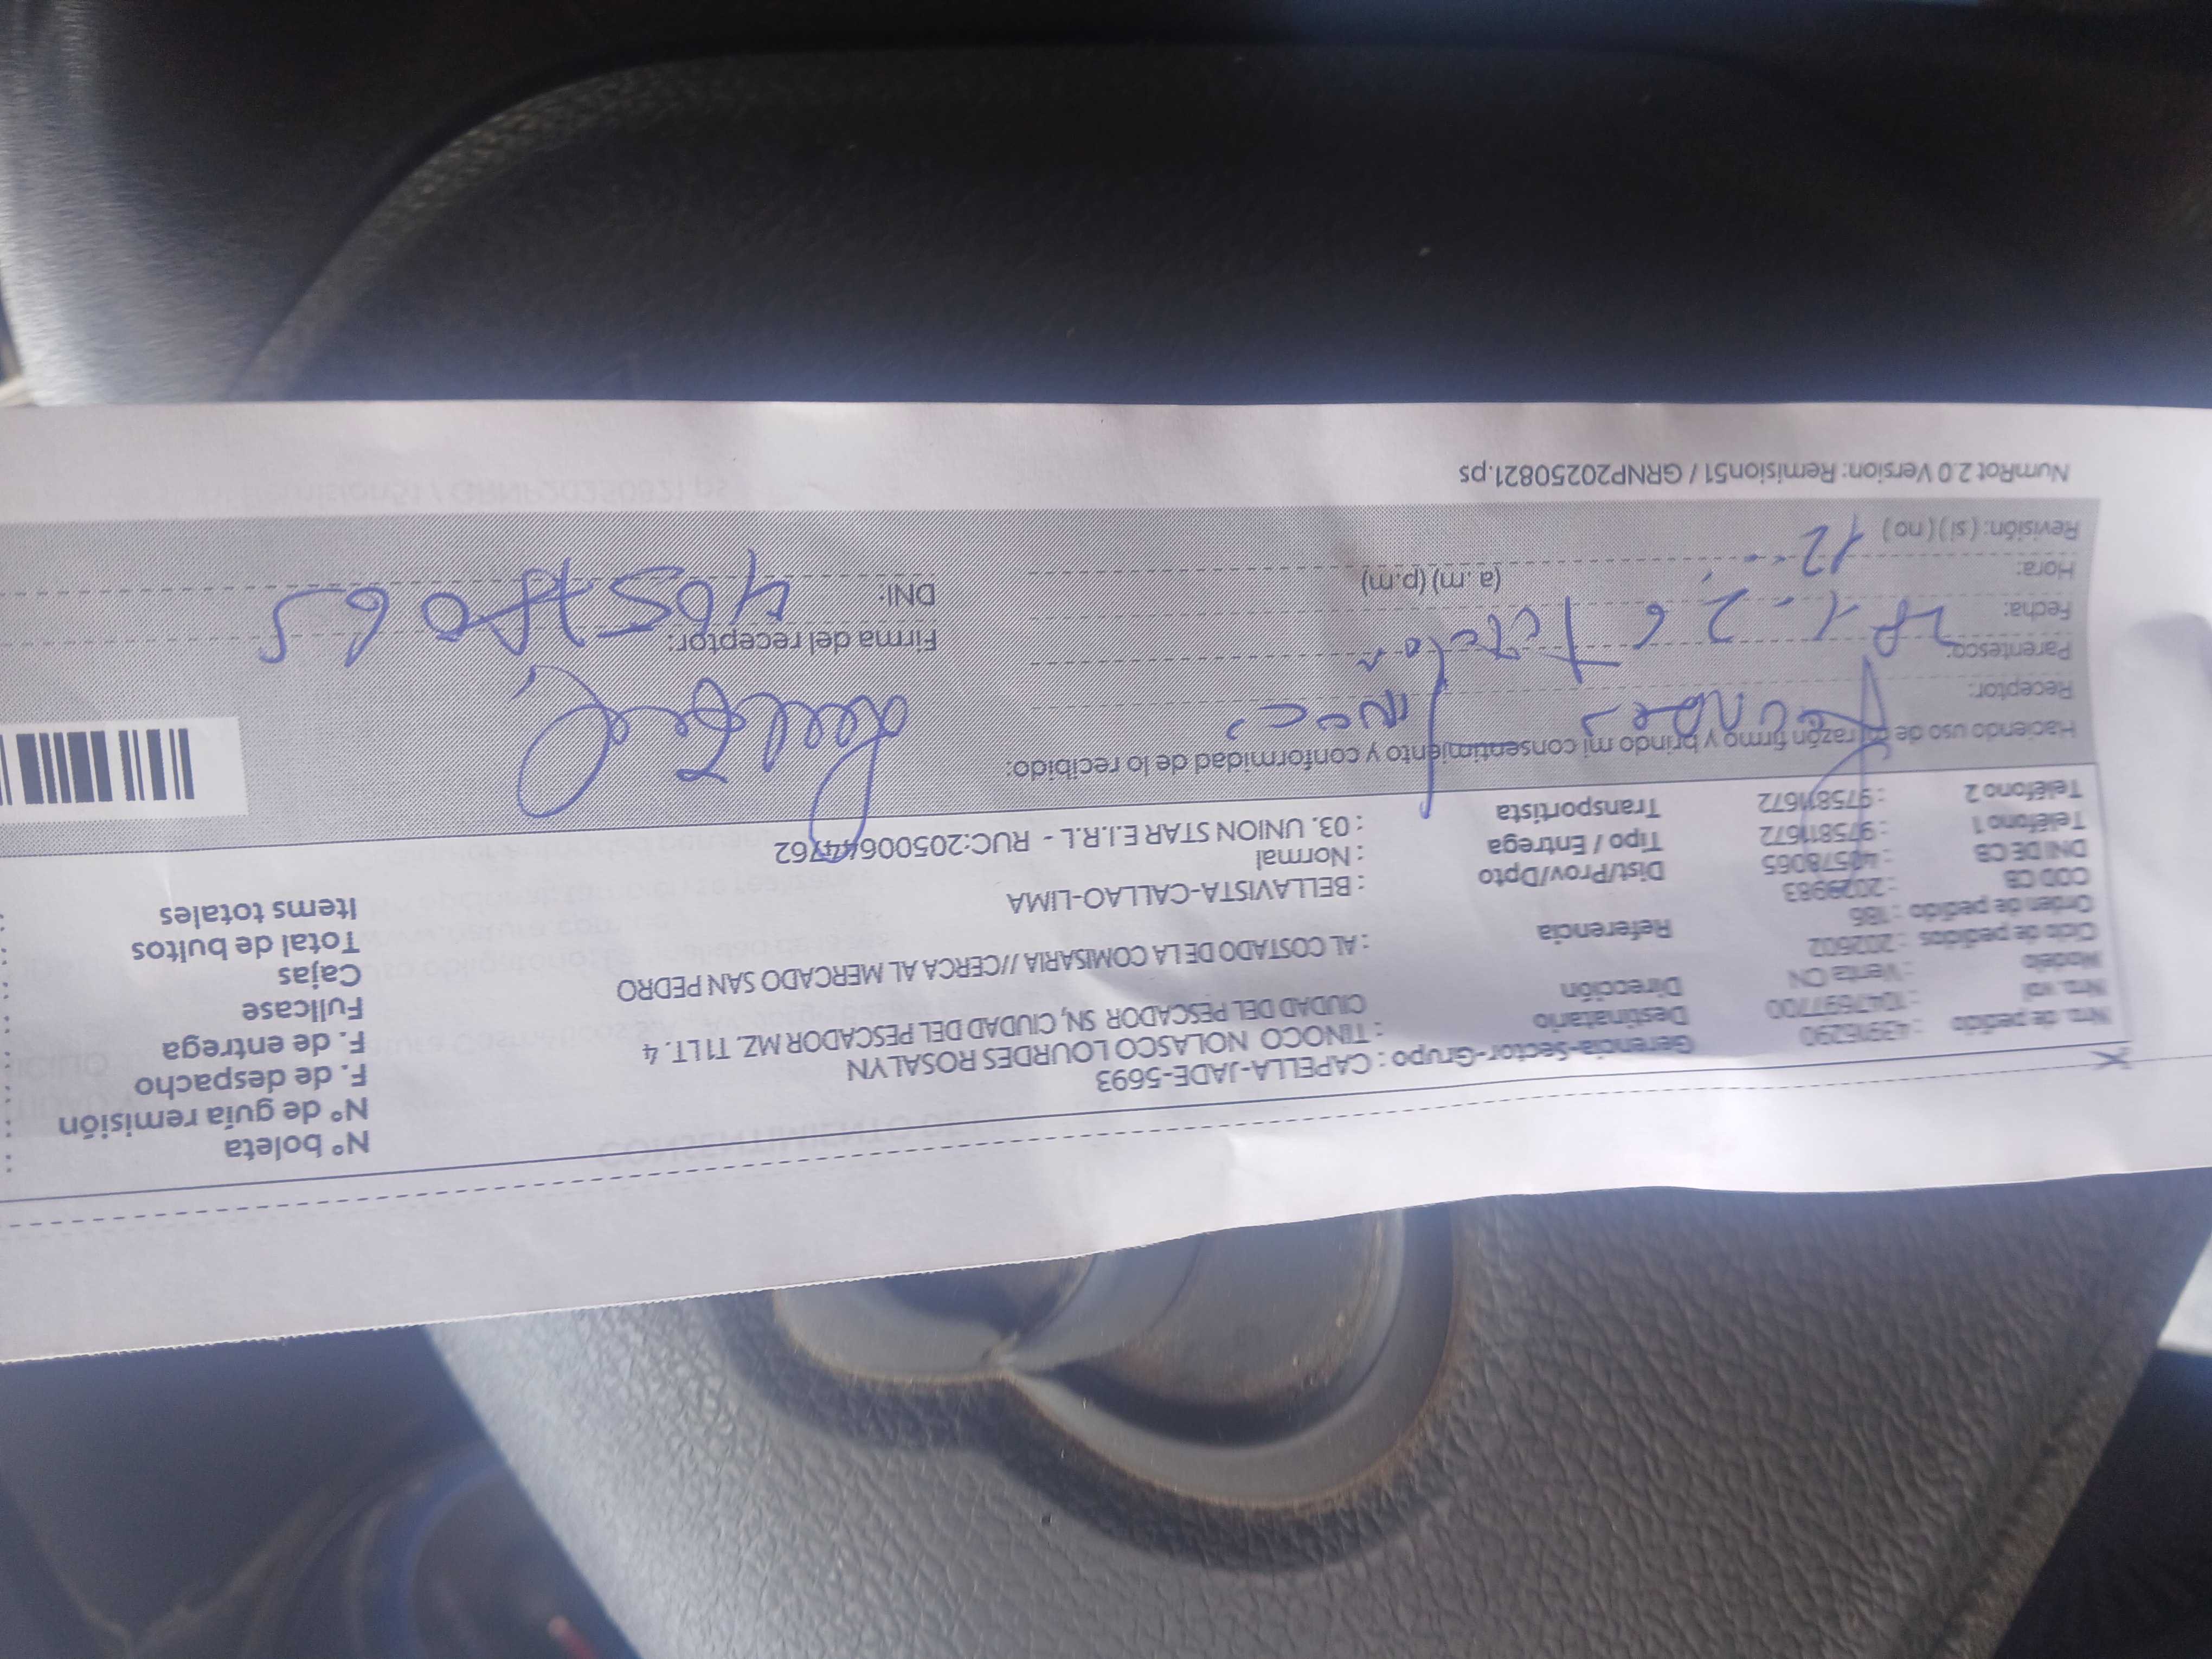 Nro. de pedido : 43916290
Nro. val : 1047697700
Modelo : Venta CN
Ciclo de pedidos : 202602
Orden de pedido : 186
COD CB : 2029983
DNI DE CB : 40578065
Teléfono 1 : 975811672
Teléfono 2 : 975811672
Gerencia-Sector-Grupo : CAPELLA-JADE-5693
Destinatario : TINOCO NOLASCO LOURDES ROSALYN
Dirección CIUDAD DEL PESCADOR SN, CIUDAD DEL PESCADOR MZ. T1 LT. 4
Referencia : AL COSTADO DE LA COMISARIA // CERCA AL MERCADO SAN PEDRO
Dist/Prov/Dpto : BELLAVISTA-CALLAO-LIMA
Tipo / Entrega : Normal
Transportista : 03. UNION STAR E.I.R.L - RUC:20500644762
N° boleta :
N° de guía remisión :
F. de despacho :
F. de entrega :
Fullcase :
Cajas :
Total de bultos :
Items totales :
Haciendo uso de mi razón firmo y brindo mi consentimiento y conformidad de lo recibido:
Receptor:
Parentesco:
Fecha: 28-1-26
Hora: 12 (a.m) (p.m)
Revisión: (si) (no)
Firma del receptor:
DNI: 40578065
NumRot 2.0 Version: Remision51 / GRNP20250821.ps